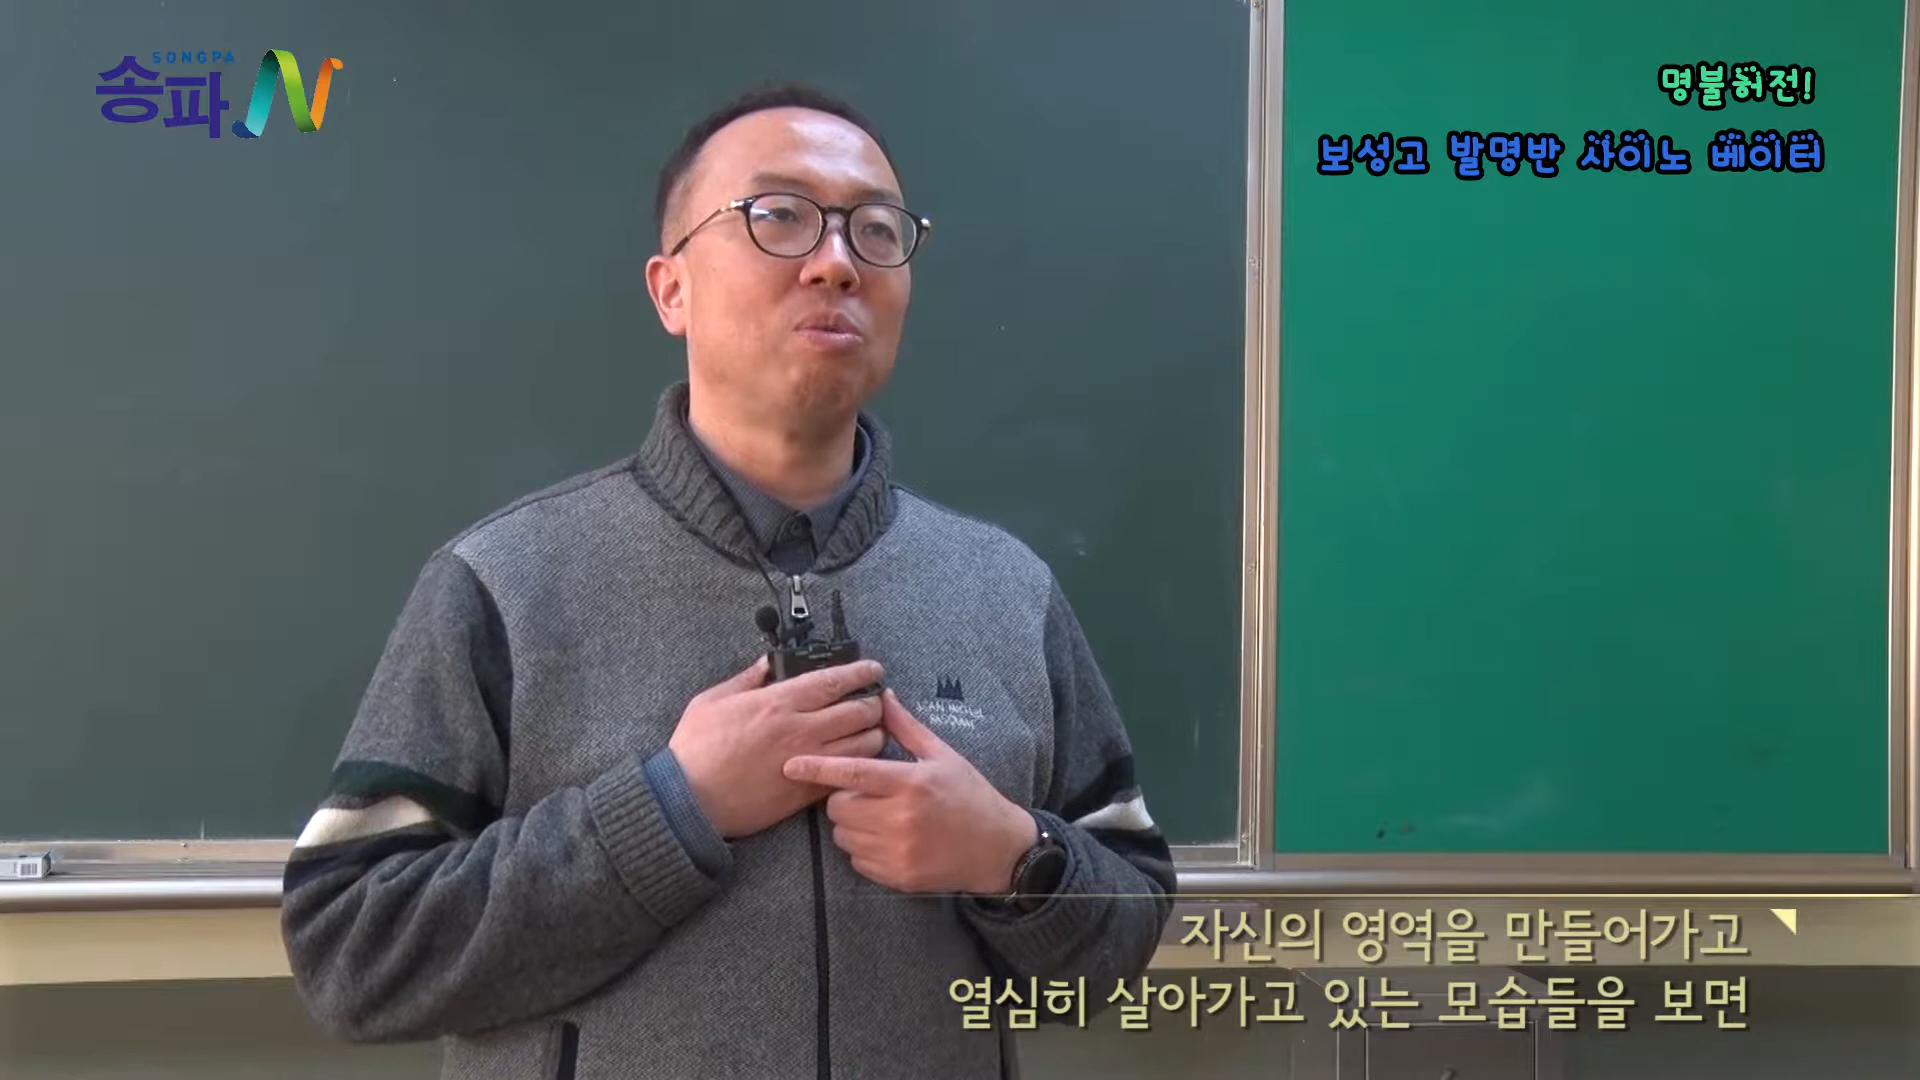 SONGPA
송파N
명불허전!
보성고 발명반 사이노 베이터
자신의 영역을 만들어가고
열심히 살아가고 있는 모습들을 보면